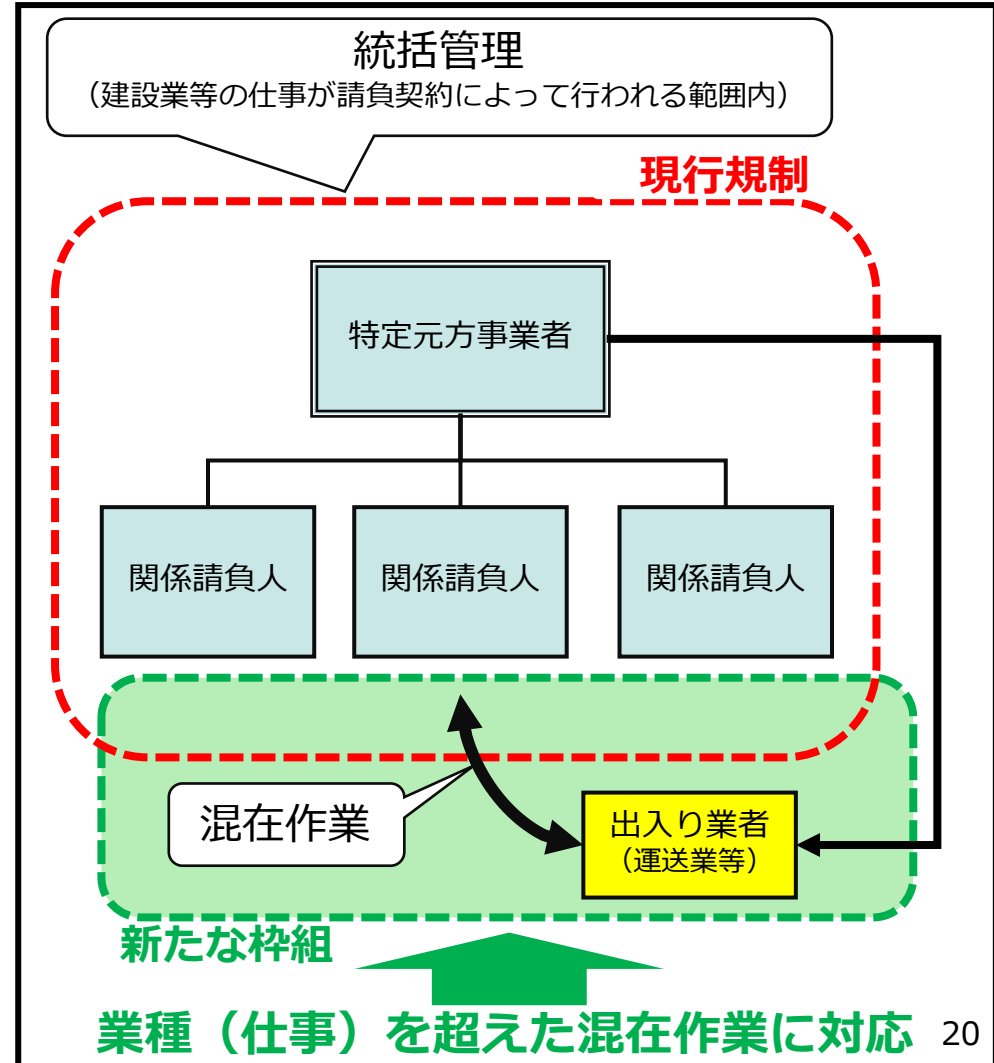 統括管理
（建設業等の仕事が請負契約によって行われる範囲内）
現行規制
特定元方事業者
関係請負人
関係請負人
関係請負人
混在作業
出入り業者
（運送業等）
新たな枠組
業種（仕事）を超えた混在作業に対応
20